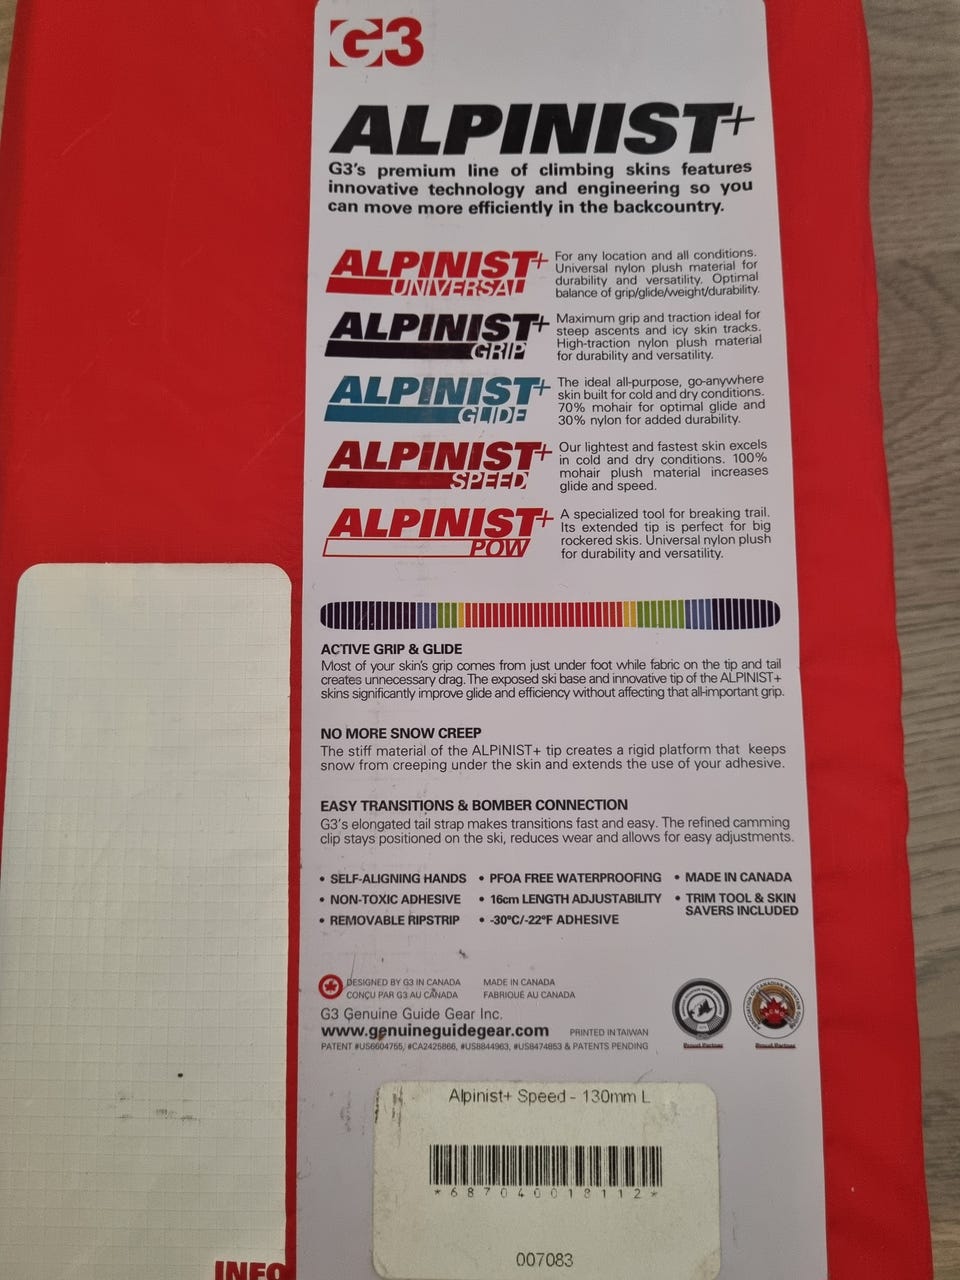 G3
ALPINIST+
G3's premium line of climbing skins features
innovative technology and engineering so you
can move more efficiently in the backcountry.
ALPINIST+
UNIVERSAL
For any location and all conditions.
Universal nylon plush material for
durability and versatility. Optimal
balance of grip/glide/weight/durability.
ALPINIST+
GRIP
Maximum grip and traction ideal for
steep ascents and icy skin tracks.
High-traction nylon plush material
for durability and versatility.
ALPINIST+
GLIDE
The ideal all-purpose, go-anywhere
skin built for cold and dry conditions.
70% mohair for optimal glide and
30% nylon for added durability.
ALPINIST+
SPEED
Our lightest and fastest skin excels
in cold and dry conditions. 100%
mohair plush material increases
glide and speed.
ALPINIST+
POW
A specialized tool for breaking trail.
Its extended tip is perfect for big
rockered skis. Universal nylon plush
for durability and versatility.
ACTIVE GRIP & GLIDE
Most of your skin's grip comes from just under foot while fabric on the tip and tail
creates unnecessary drag. The exposed ski base and innovative tip of the ALPINIST+
skins significantly improve glide and efficiency without affecting that all-important grip.
NO MORE SNOW CREEP
The stiff material of the ALPiNIST+ tip creates a rigid platform that keeps
snow from creeping under the skin and extends the use of your adhesive.
EASY TRANSITIONS & BOMBER CONNECTION
G3's elongated tail strap makes transitions fast and easy. The refined camming
clip stays positioned on the ski, reduces wear and allows for easy adjustments.
• SELF-ALIGNING HANDS • PFOA FREE WATERPROOFING • MADE IN CANADA
• NON-TOXIC ADHESIVE • 16cm LENGTH ADJUSTABILITY • TRIM TOOL & SKIN
SAVERS INCLUDED
• REMOVABLE RIPSTRIP • -30ºC/-22ºF ADHESIVE
DESIGNED BY G3 IN CANADA MADE IN CANADA
CONÇU PAR G3 AU CANADA FABRIQUÉ AU CANADA
G3 Genuine Guide Gear Inc.
www.genuineguidegear.com PRINTED IN TAIWAN
PATENT #US6604755, #CA2425866, #US8844963, #US8474853 & PATENTS PENDING
ASSOCIATION OF CANADIAN MOUNTAIN GUIDES
ACMG
Proud Partner
Proud Partner
Alpinist+ Speed - 130mm L
*687040018112*
007083
INFO